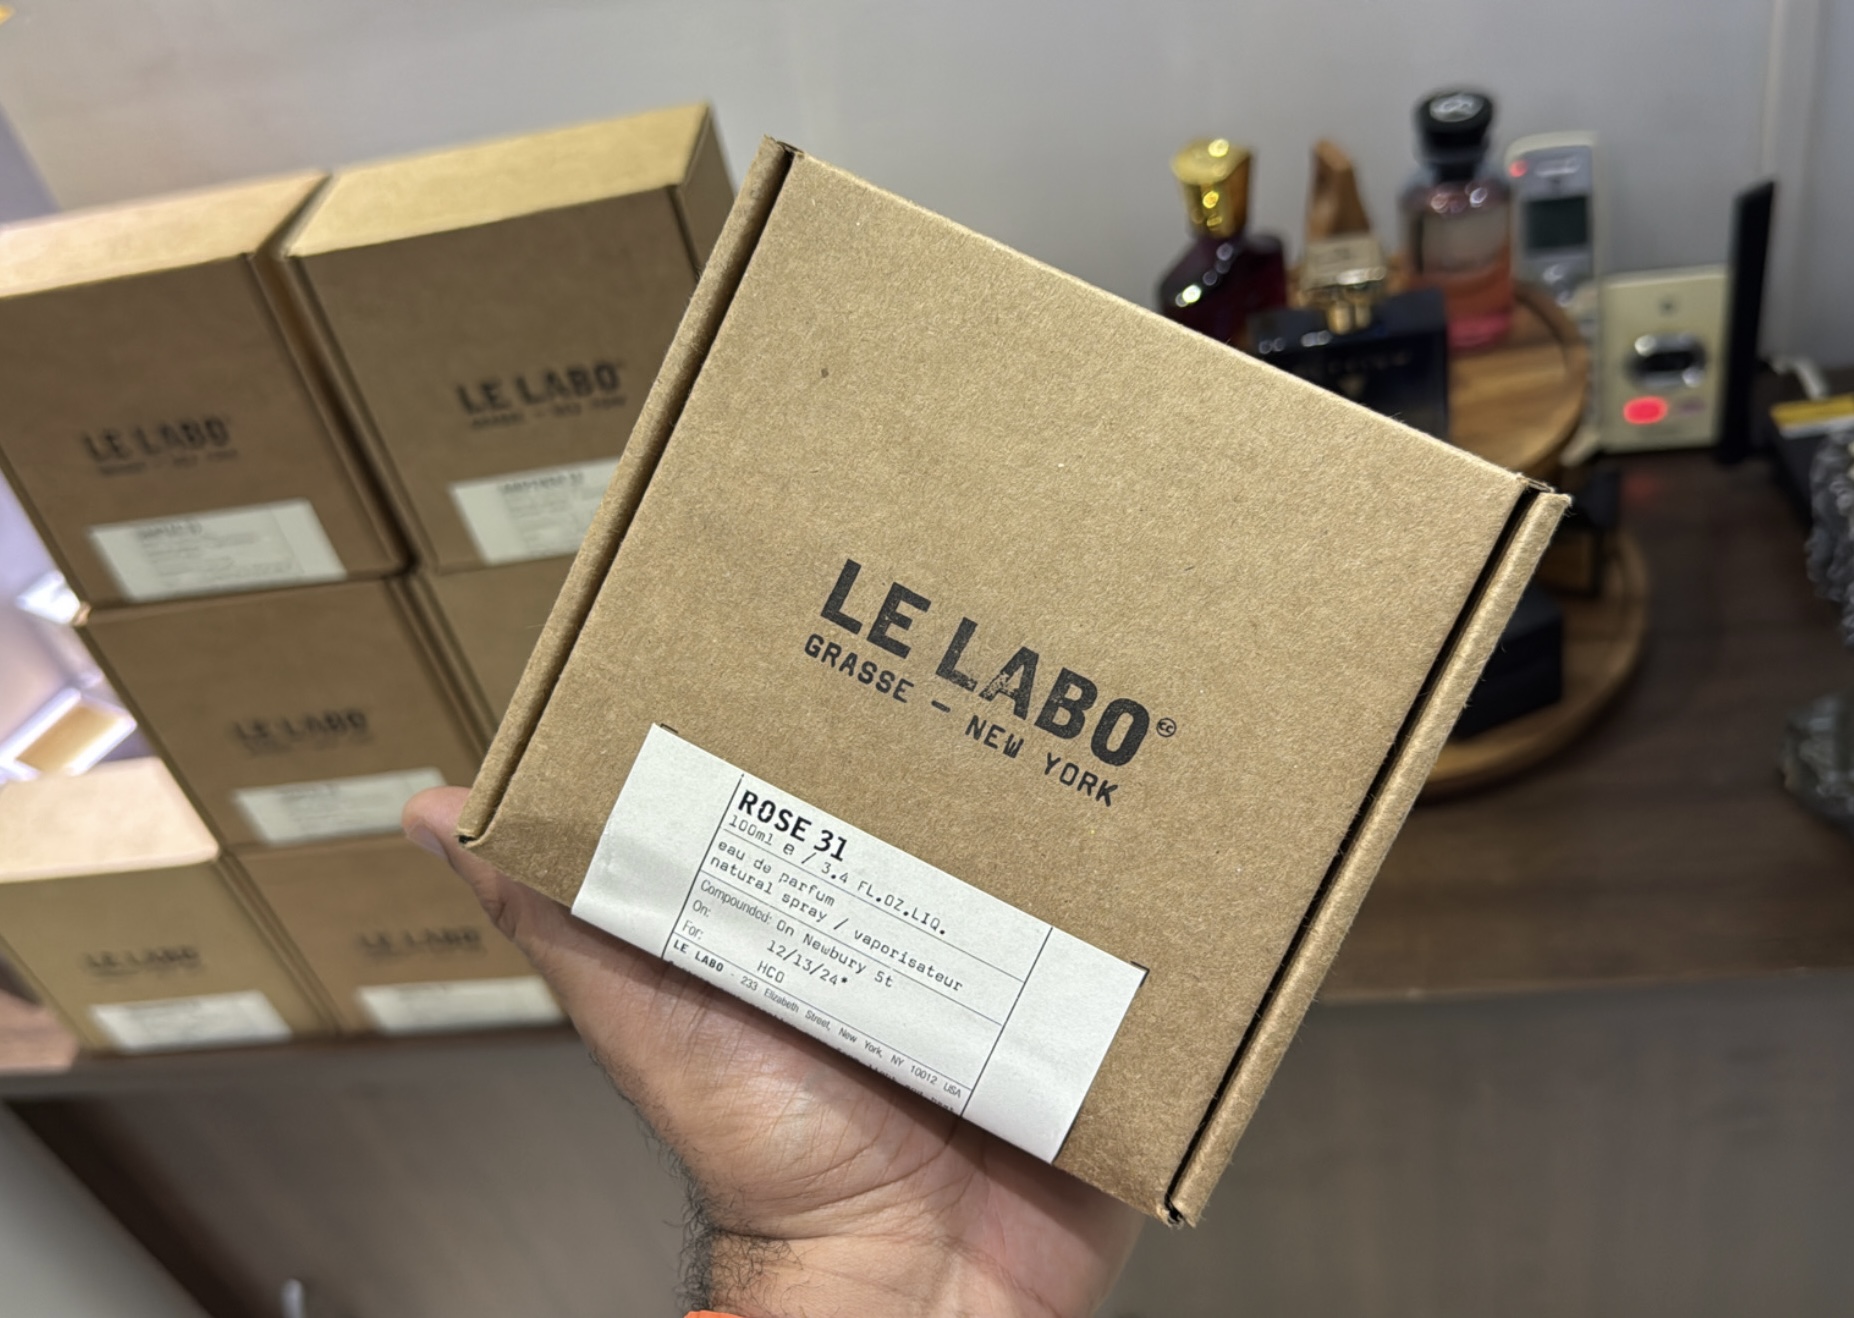 LE LABO
GRASSE — NEW YORK
ROSE 31
100ml e / 3.4 FL.OZ.LIQ.
eau de parfum
natural spray / vaporisateur
Compounded: On Newbury St
On: 12/13/24*
For: HCO
LE LABO - 233 Elizabeth Street, New York, NY 10012 USA
LE LABO
LE LABO
LE LABO
LE LABO
LE LABO